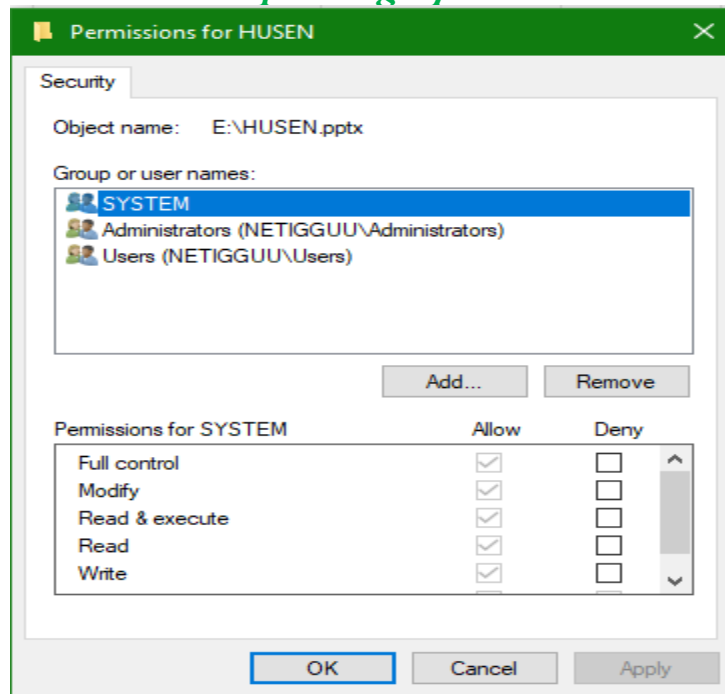 Permissions for HUSEN
Security
Object name: E:\HUSEN.pptx
Group or user names:
SYSTEM
Administrators (NETIGGUU\Administrators)
Users (NETIGGUU\Users)
Add... Remove
Permissions for SYSTEM Allow Deny
Full control
Modify
Read & execute
Read
Write
OK Cancel Apply